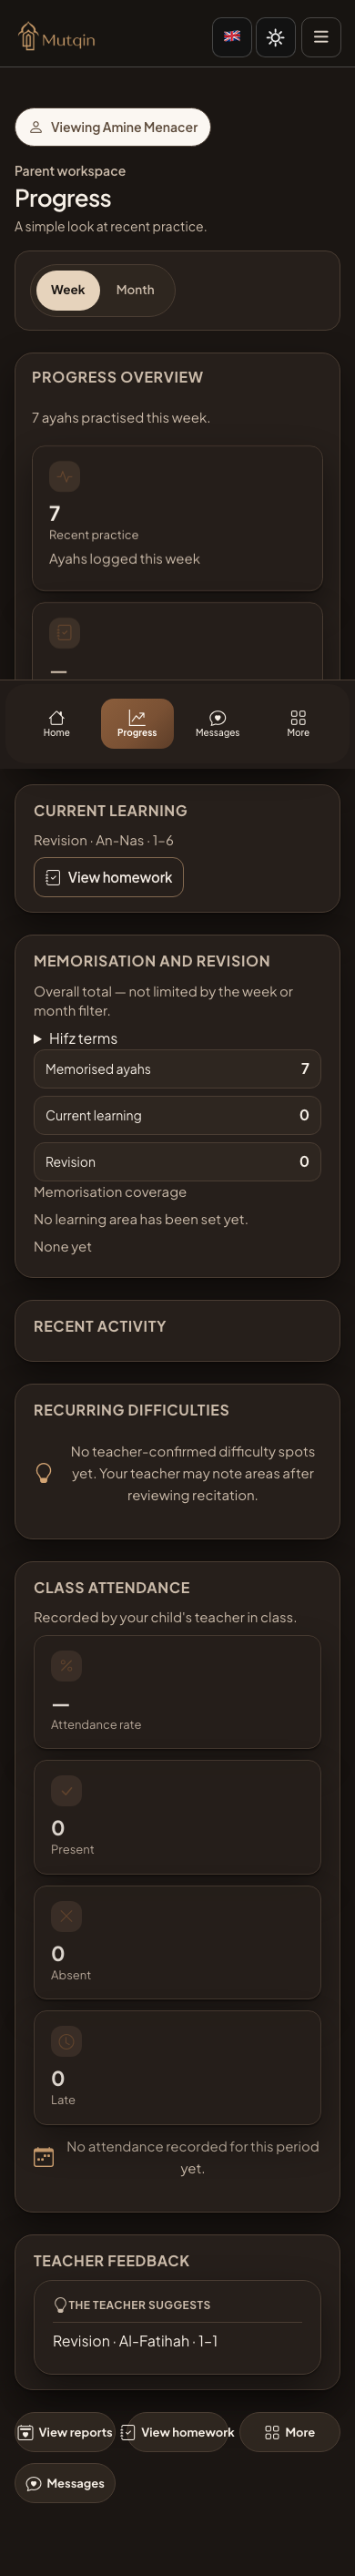 Mutqin
Viewing Amine Menacer
Parent workspace
Progress
A simple look at recent practice.
Week
Month
PROGRESS OVERVIEW
7 ayahs practised this week.
7
Recent practice
Ayahs logged this week
—
Home
Progress
Messages
More
CURRENT LEARNING
Revision · An-Nas · 1–6
View homework
MEMORISATION AND REVISION
Overall total — not limited by the week or
month filter.
Hifz terms
Memorised ayahs 7
Current learning 0
Revision 0
Memorisation coverage
No learning area has been set yet.
None yet
RECENT ACTIVITY
RECURRING DIFFICULTIES
No teacher-confirmed difficulty spots
yet. Your teacher may note areas after
reviewing recitation.
CLASS ATTENDANCE
Recorded by your child's teacher in class.
—
Attendance rate
0
Present
0
Absent
0
Late
No attendance recorded for this period
yet.
TEACHER FEEDBACK
THE TEACHER SUGGESTS
Revision · Al-Fatihah · 1–1
View reports
View homework
More
Messages